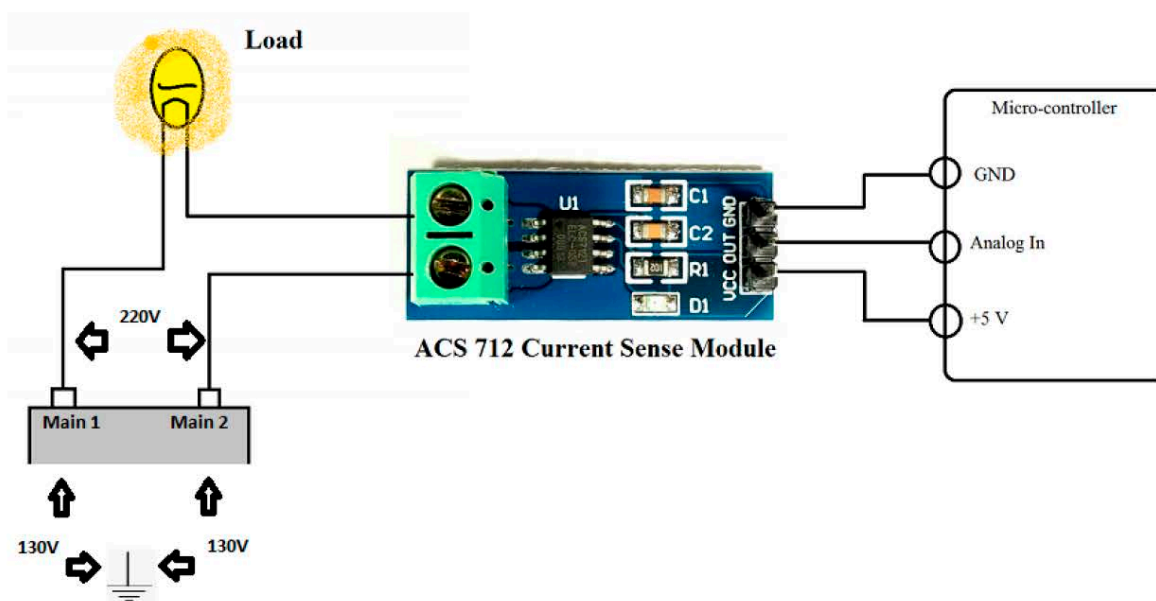 Load
Micro-controller
GND
Analog In
+5 V
U1
C1
C2
R1
D1
102
VCC OUT GND
ACS 712 Current Sense Module
220V
Main 1
Main 2
130V
130V